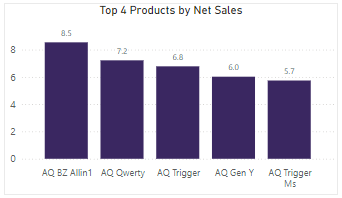 Top 4 Products by Net Sales
8
6
4
2
0
8.5
7.2
6.8
6.0
5.7
AQ BZ Allin1
AQ Qwerty
AQ Trigger
AQ Gen Y
AQ Trigger
Ms